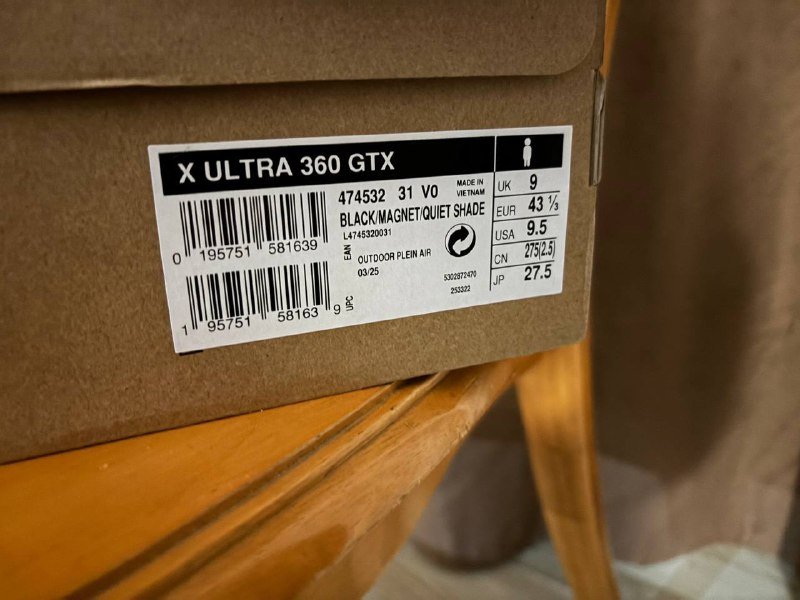 X ULTRA 360 GTX
474532 31 V0
MADE IN
VIETNAM
BLACK/MAGNET/QUIET SHADE
L4745320031
0 195751 581639
EAN
OUTDOOR PLEIN AIR
03/25
5302872470
253322
1 95751 58163 9
UPC
UK 9
EUR 43 ⅓
USA 9.5
CN 275(2.5)
JP 27.5